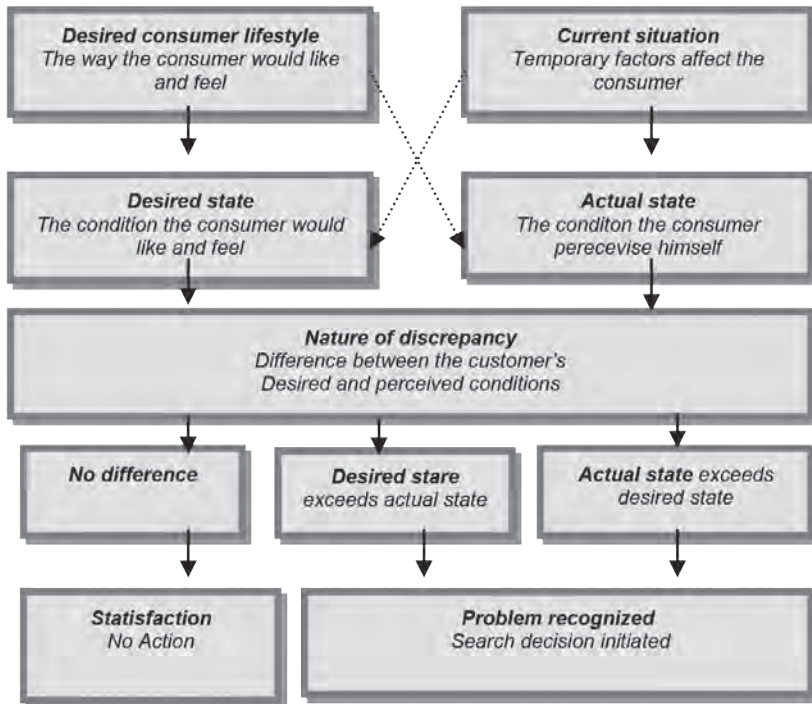 Desired consumer lifestyle
The way the consumer would like
and feel
Current situation
Temporary factors affect the
consumer
Desired state
The condition the consumer would
like and feel
Actual state
The conditon the consumer
perecevise himself
Nature of discrepancy
Difference between the customer's
Desired and perceived conditions
No difference
Desired stare
exceeds actual state
Actual state exceeds
desired state
Statisfaction
No Action
Problem recognized
Search decision initiated